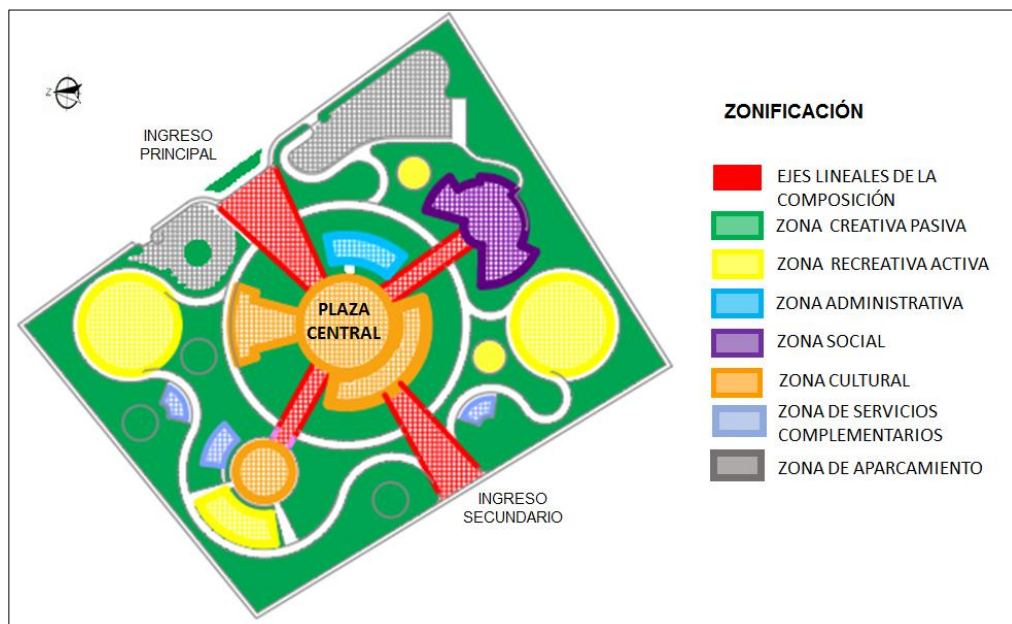 INGRESO
PRINCIPAL
PLAZA
CENTRAL
INGRESO
SECUNDARIO
ZONIFICACIÓN
EJES LINEALES DE LA
COMPOSICIÓN
ZONA CREATIVA PASIVA
ZONA RECREATIVA ACTIVA
ZONA ADMINISTRATIVA
ZONA SOCIAL
ZONA CULTURAL
ZONA DE SERVICIOS
COMPLEMENTARIOS
ZONA DE APARCAMIENTO